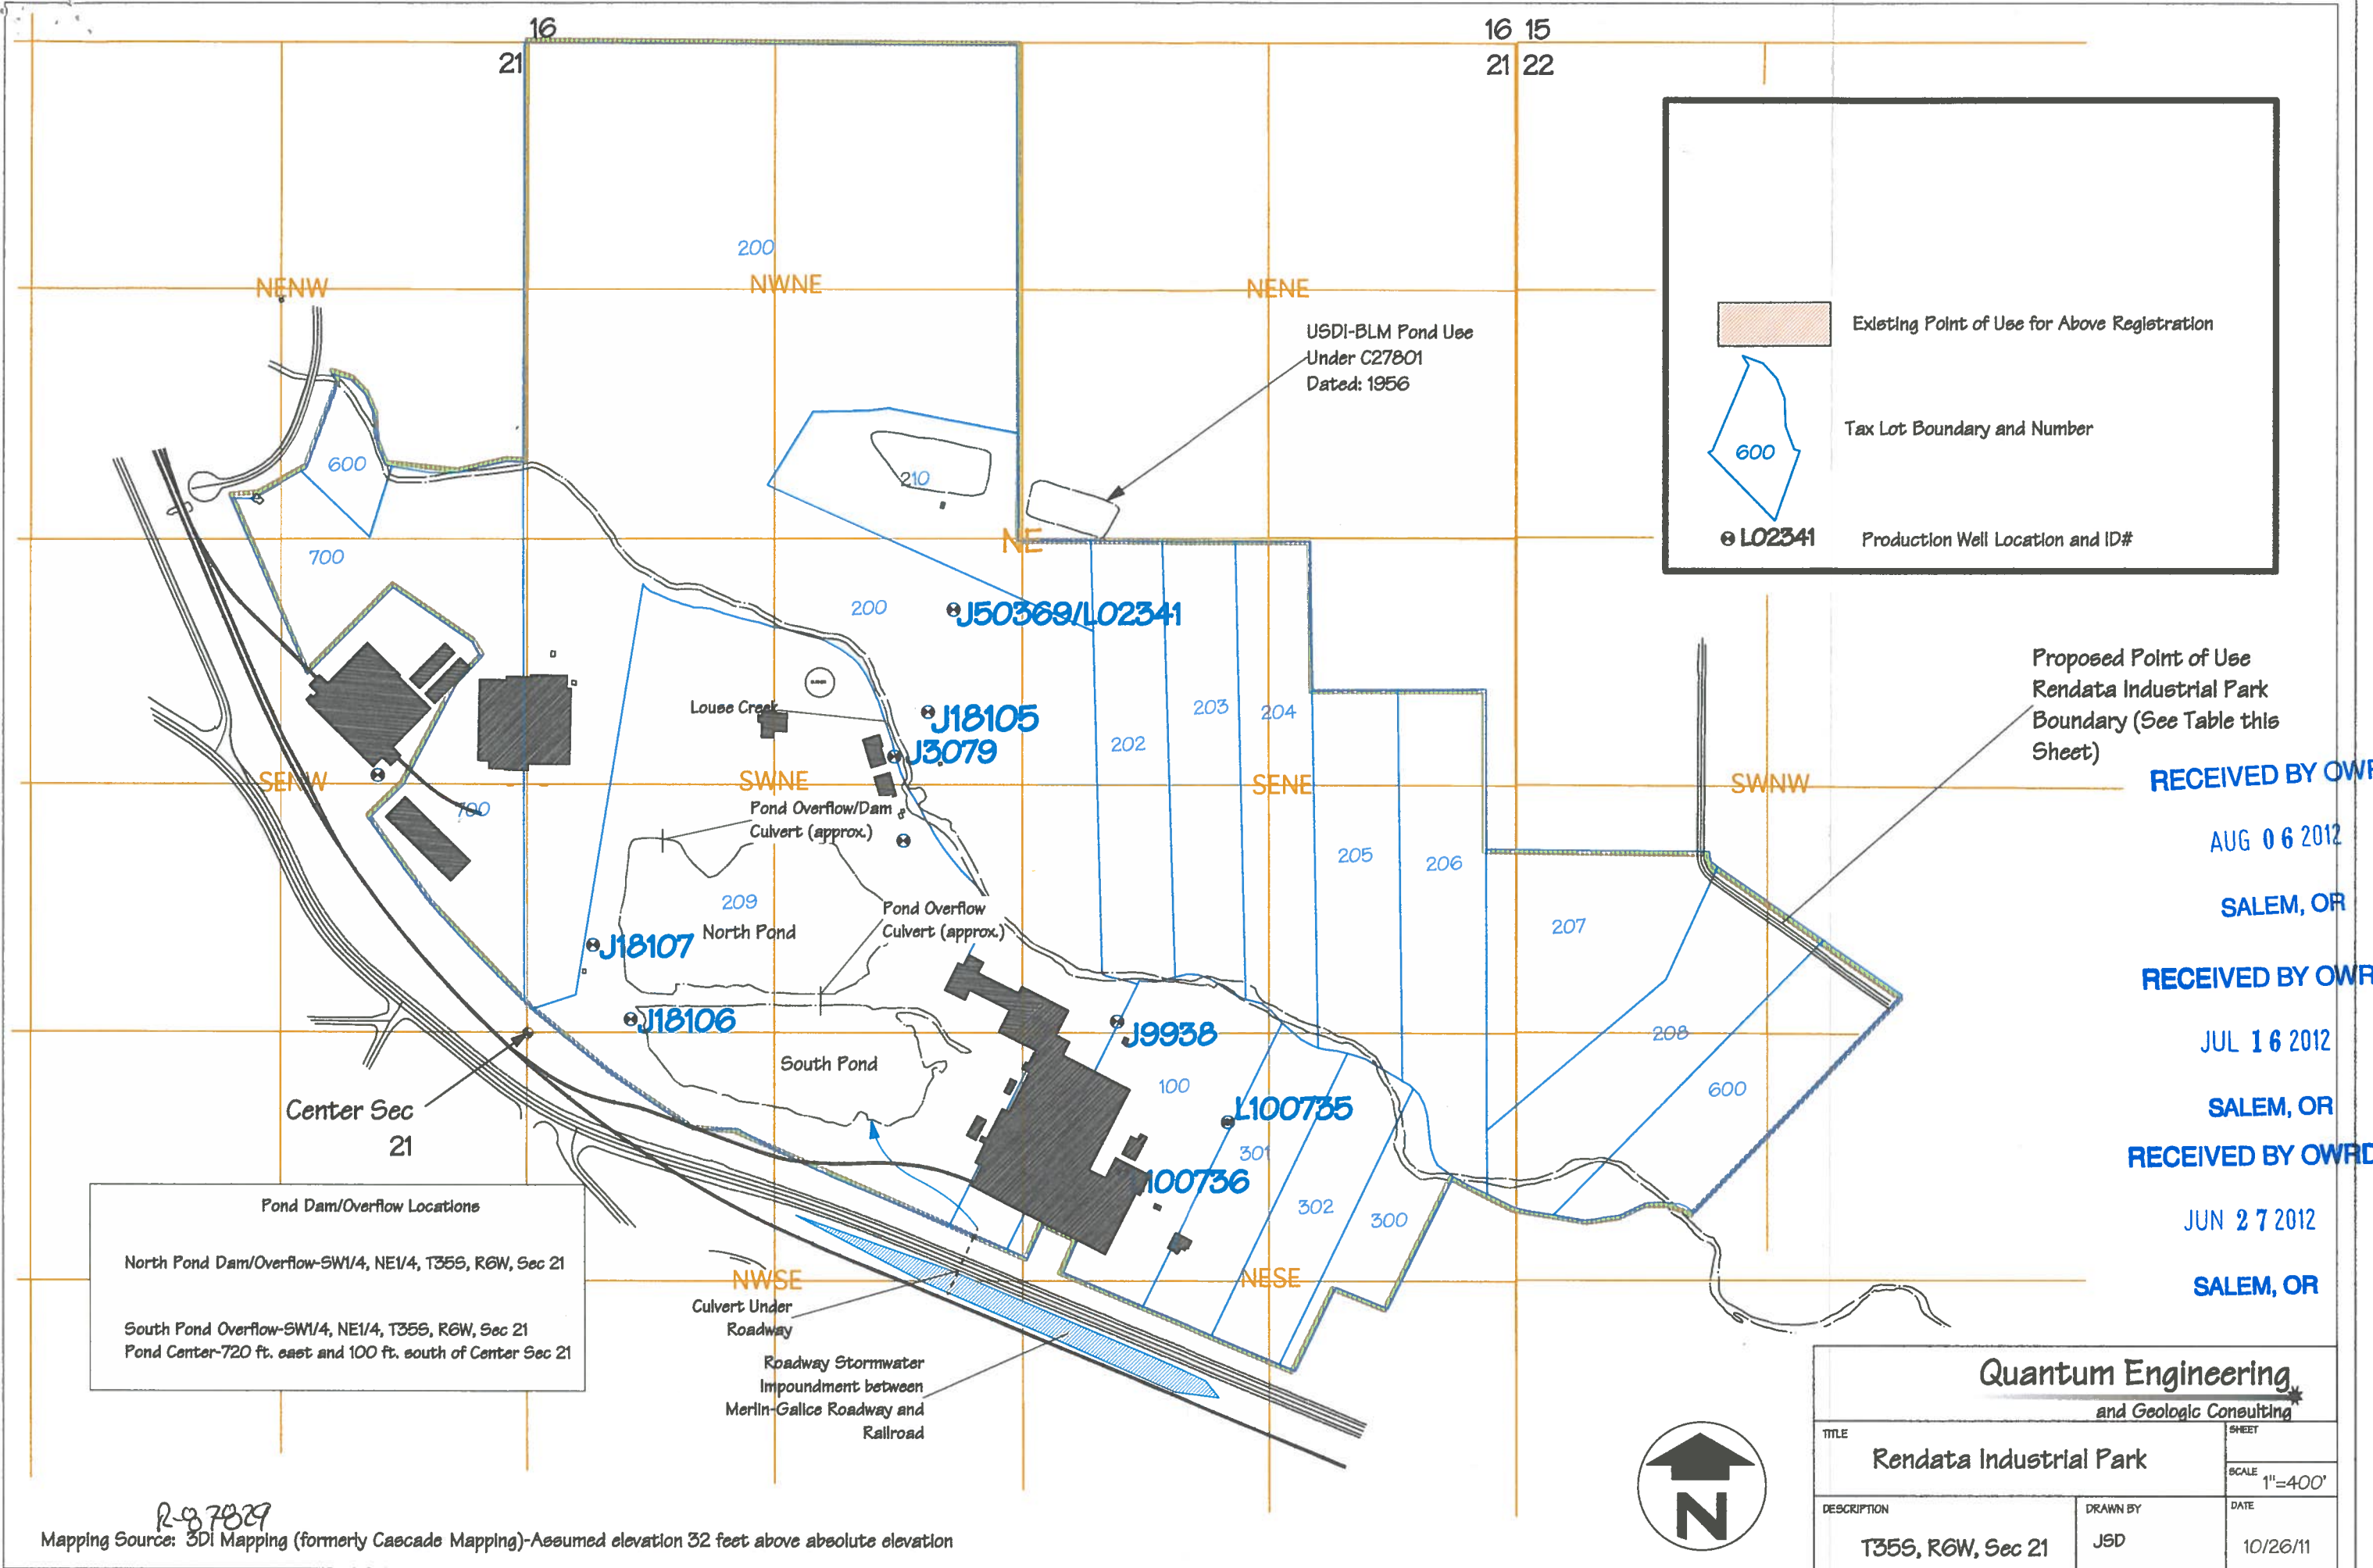 16
21
16 15
21 22
200
NENW
NWNE
NENE
USDI-BLM Pond Use
Under C27801
Dated: 1956
Existing Point of Use for Above Registration
600
Tax Lot Boundary and Number
L02341
Production Well Location and ID#
600
210
700
NE
200
J50369/L02341
Louse Creek
J18105
J3079
202
203
204
Proposed Point of Use
Rendata Industrial Park
Boundary (See Table this
Sheet)
SENW
700
SWNE
SENE
SWNW
Pond Overflow/Dam
Culvert (approx.)
205
206
207
209
North Pond
Pond Overflow
Culvert (approx.)
J18107
J18106
South Pond
J9938
208
600
100
L100735
301
100736
302
300
Center Sec
21
RECEIVED BY OWR
AUG 06 2012
SALEM, OR
RECEIVED BY OWR
JUL 16 2012
SALEM, OR
RECEIVED BY OWRD
JUN 27 2012
SALEM, OR
Pond Dam/Overflow Locations
North Pond Dam/Overflow-SW1/4, NE1/4, T35S, R6W, Sec 21
South Pond Overflow-SW1/4, NE1/4, T35S, R6W, Sec 21
Pond Center-720 ft. east and 100 ft. south of Center Sec 21
NWSE
NESE
Culvert Under
Roadway
Roadway Stormwater
Impoundment between
Merlin-Galice Roadway and
Railroad
N
Quantum Engineering
and Geologic Consulting
TITLE
Rendata Industrial Park
SHEET
SCALE 1"=400'
DESCRIPTION
T35S, R6W, Sec 21
DRAWN BY
JSD
DATE
10/26/11
R-87829
Mapping Source: 3DI Mapping (formerly Cascade Mapping)-Assumed elevation 32 feet above absolute elevation